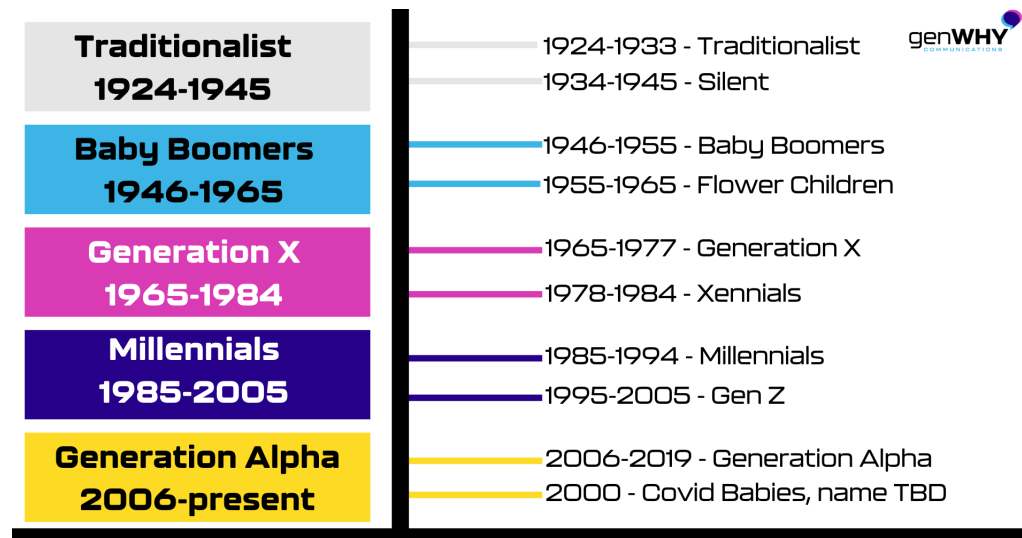 Traditionalist
1924-1945
Baby Boomers
1946-1965
Generation X
1965-1984
Millennials
1985-2005
Generation Alpha
2006-present
1924-1933 - Traditionalist
1934-1945 - Silent
1946-1955 - Baby Boomers
1955-1965 - Flower Children
1965-1977 - Generation X
1978-1984 - Xennials
1985-1994 - Millennials
1995-2005 - Gen Z
2006-2019 - Generation Alpha
2000 - Covid Babies, name TBD
genWHY
COMMUNICATIONS